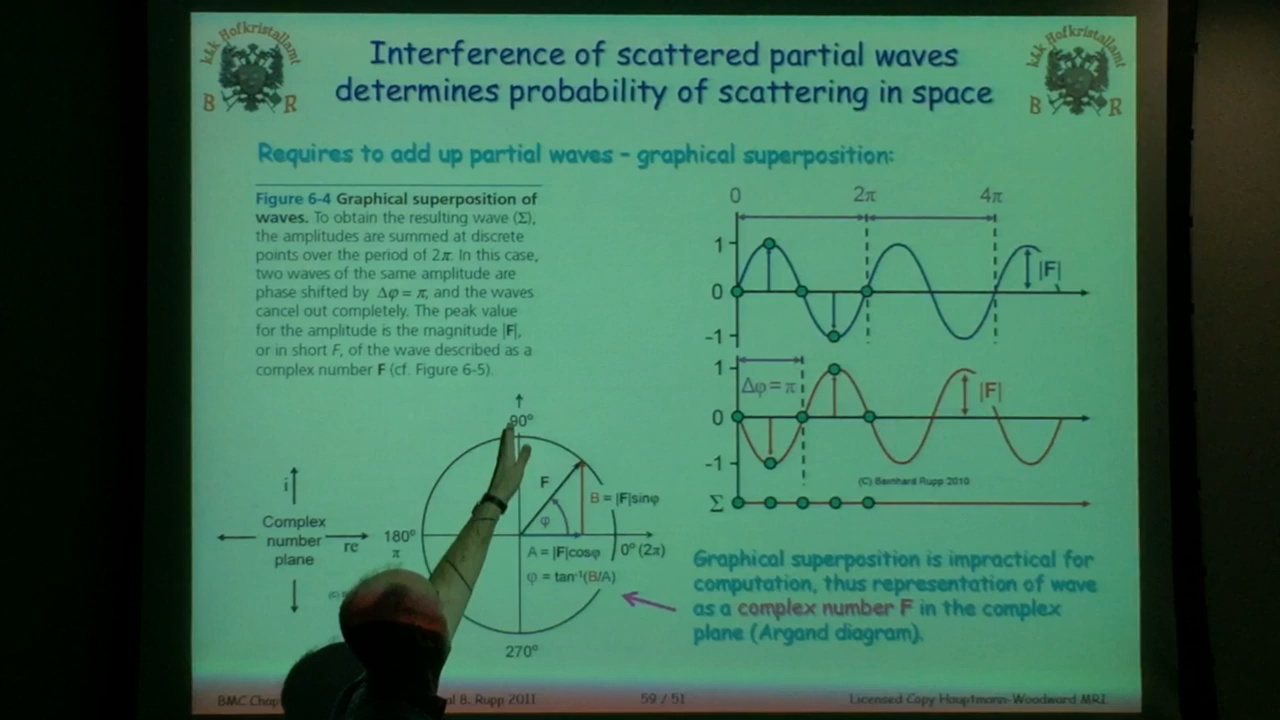 kkk Hofkristallamt
B R
Interference of scattered partial waves
determines probability of scattering in space
kkk Hofkristallamt
B R
Requires to add up partial waves – graphical superposition:
Figure 6-4 Graphical superposition of
waves. To obtain the resulting wave (Σ),
the amplitudes are summed at discrete
points over the period of 2π. In this case,
two waves of the same amplitude are
phase shifted by Δφ = π, and the waves
cancel out completely. The peak value
for the amplitude is the magnitude |F|,
or in short F, of the wave described as a
complex number F (cf. Figure 6-5).
0 2π 4π
1
0
-1
|F|
1
Δφ = π
|F|
0
-1
(C) Bernhard Rupp 2010
Σ
90°
F
B = |F|sinφ
φ
i
Complex
number
plane
re
180°
π
A = |F|cosφ
0° (2π)
φ = tan⁻¹(B/A)
270°
Graphical superposition is impractical for
computation, thus representation of wave
as a complex number F in the complex
plane (Argand diagram).
BMC B. Rupp 2011
59 / 51
Licensed Copy Hauptmann-Woodward MRI